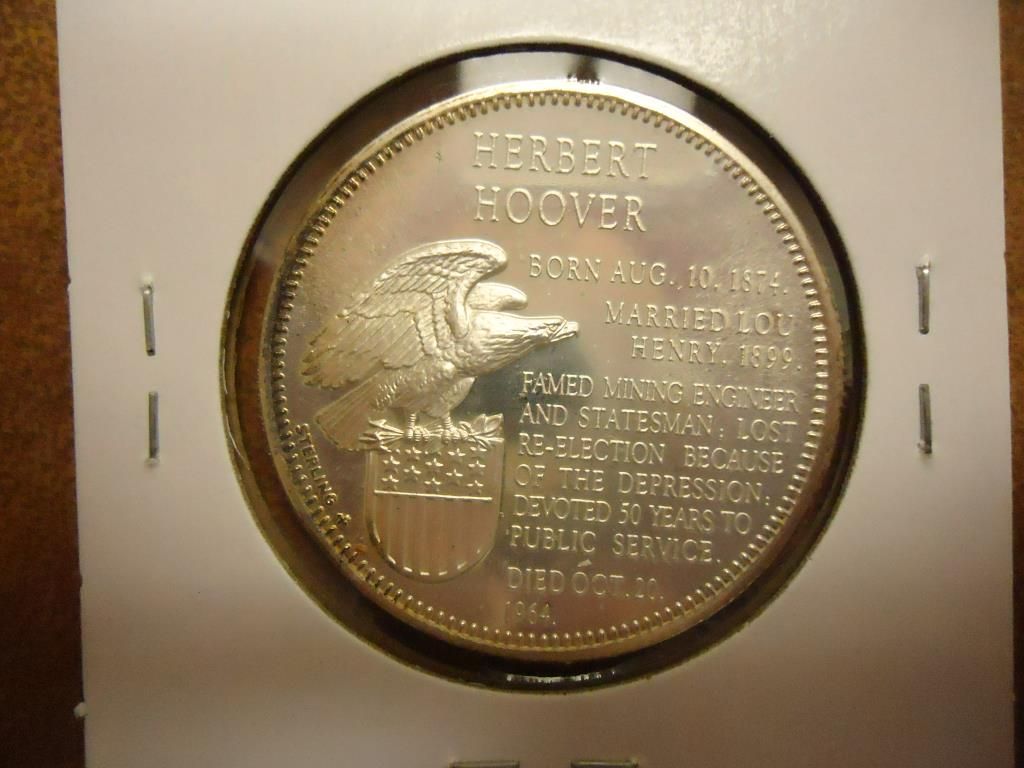 HERBERT
HOOVER
BORN AUG. 10, 1874.
MARRIED LOU
HENRY, 1899.
FAMED MINING ENGINEER
AND STATESMAN; LOST
RE-ELECTION BECAUSE
OF THE DEPRESSION.
DEVOTED 50 YEARS TO
PUBLIC SERVICE.
DIED OCT. 20,
1964.
STERLING